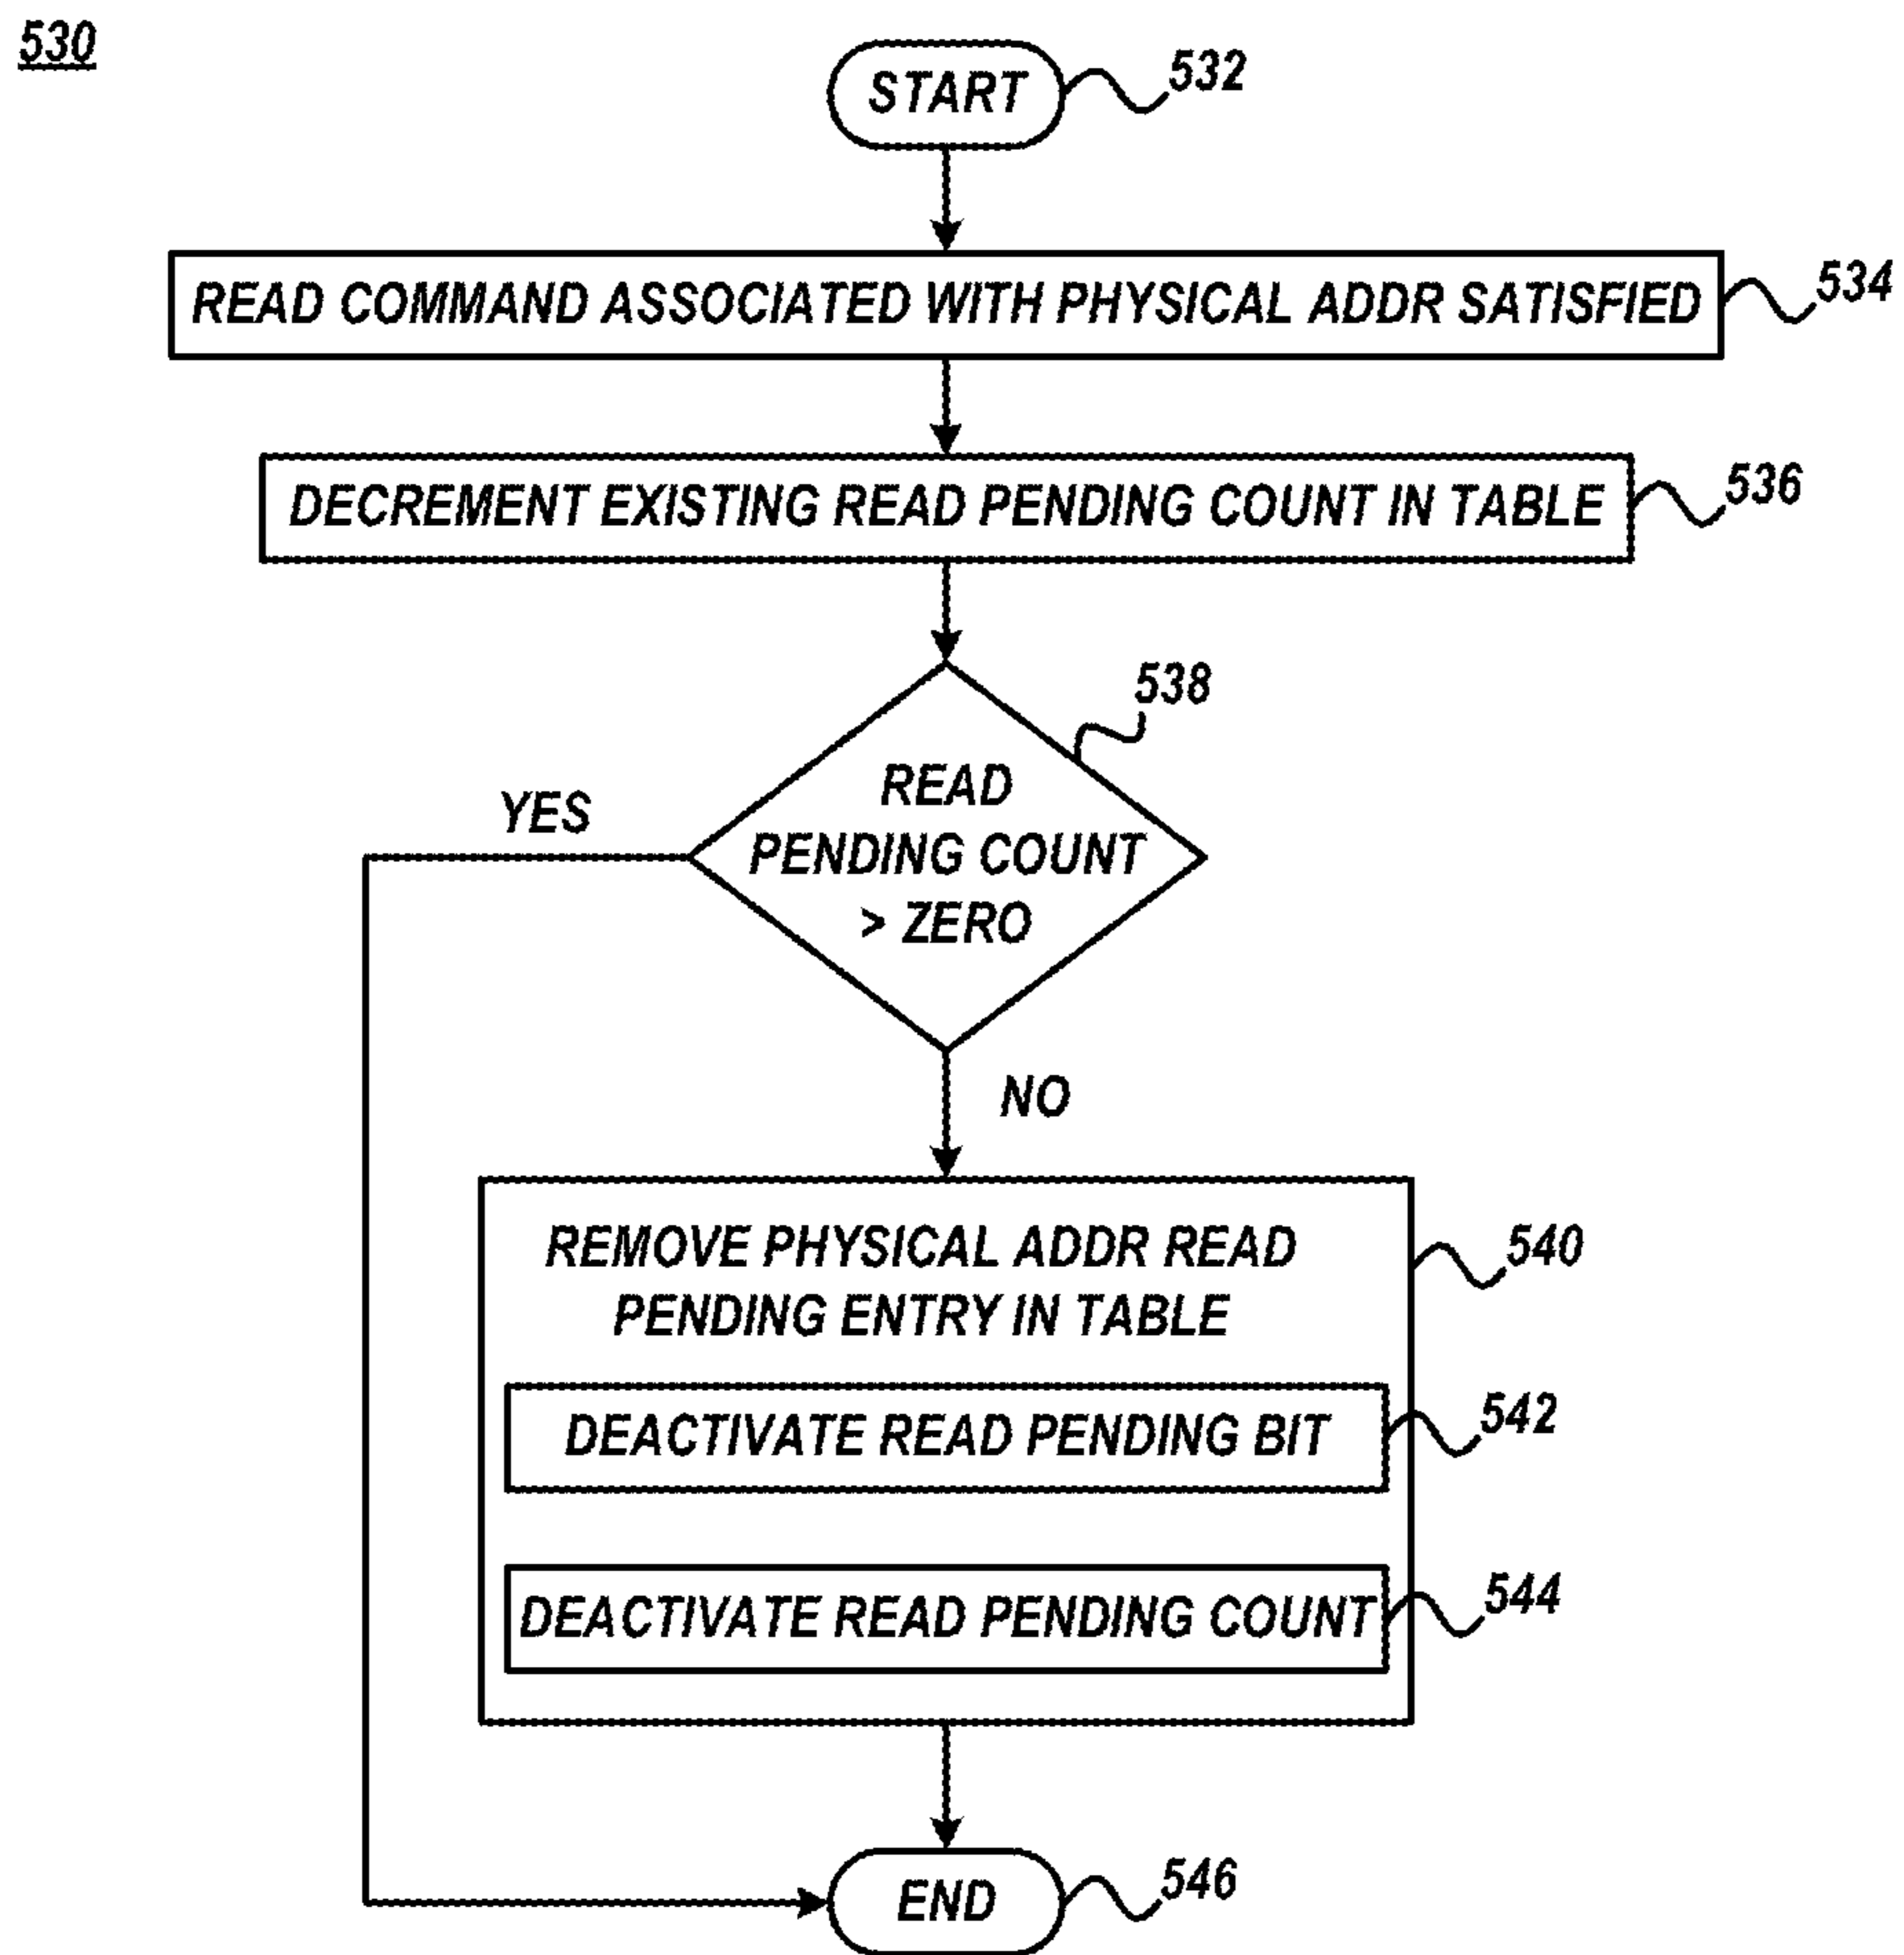 530
START
532
READ COMMAND ASSOCIATED WITH PHYSICAL ADDR SATISFIED
534
DECREMENT EXISTING READ PENDING COUNT IN TABLE
536
538
READ
PENDING COUNT
> ZERO
YES
NO
REMOVE PHYSICAL ADDR READ
PENDING ENTRY IN TABLE
540
DEACTIVATE READ PENDING BIT
542
DEACTIVATE READ PENDING COUNT
544
END
546